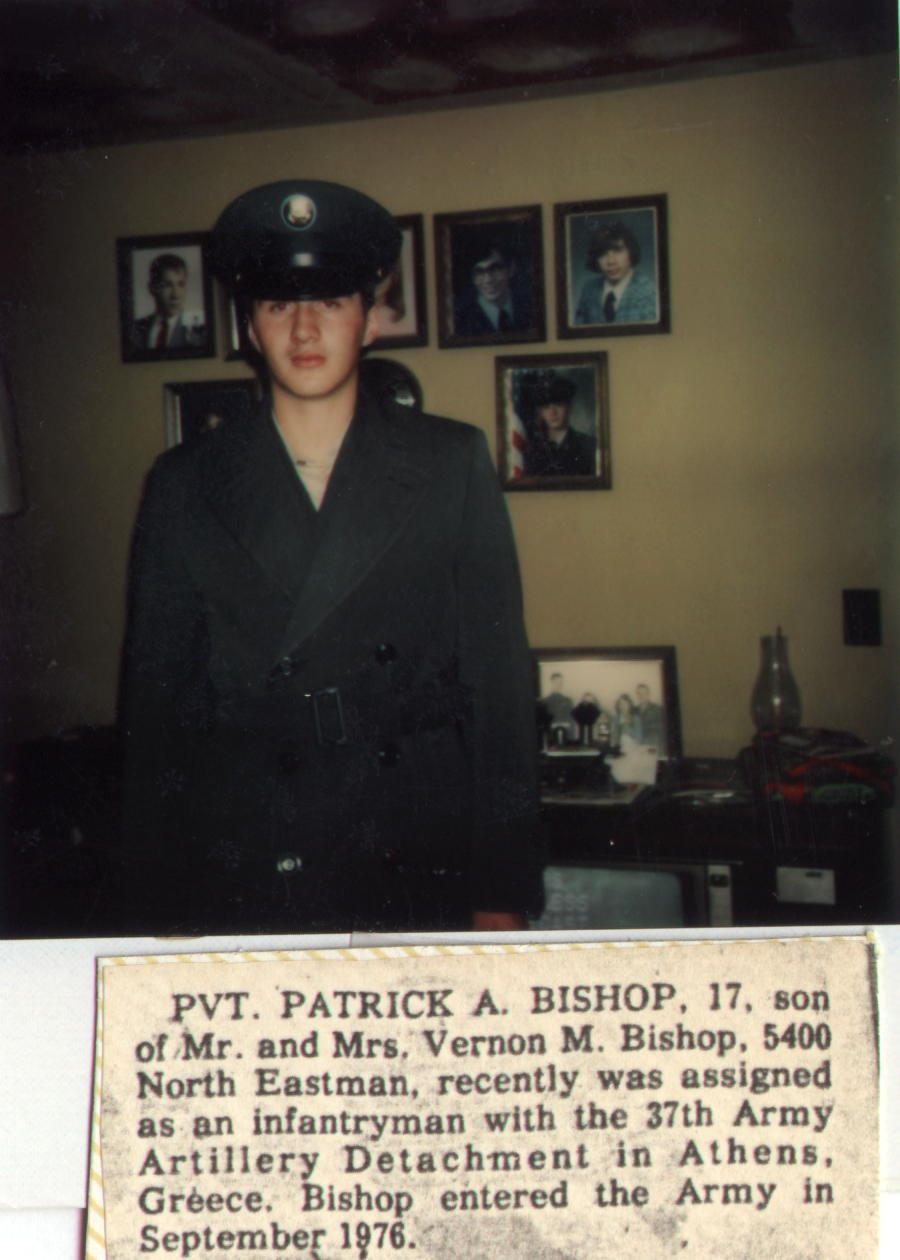 PVT. PATRICK A. BISHOP, 17, son
of Mr. and Mrs. Vernon M. Bishop, 5400
North Eastman, recently was assigned
as an infantryman with the 37th Army
Artillery Detachment in Athens,
Greece. Bishop entered the Army in
September 1976.